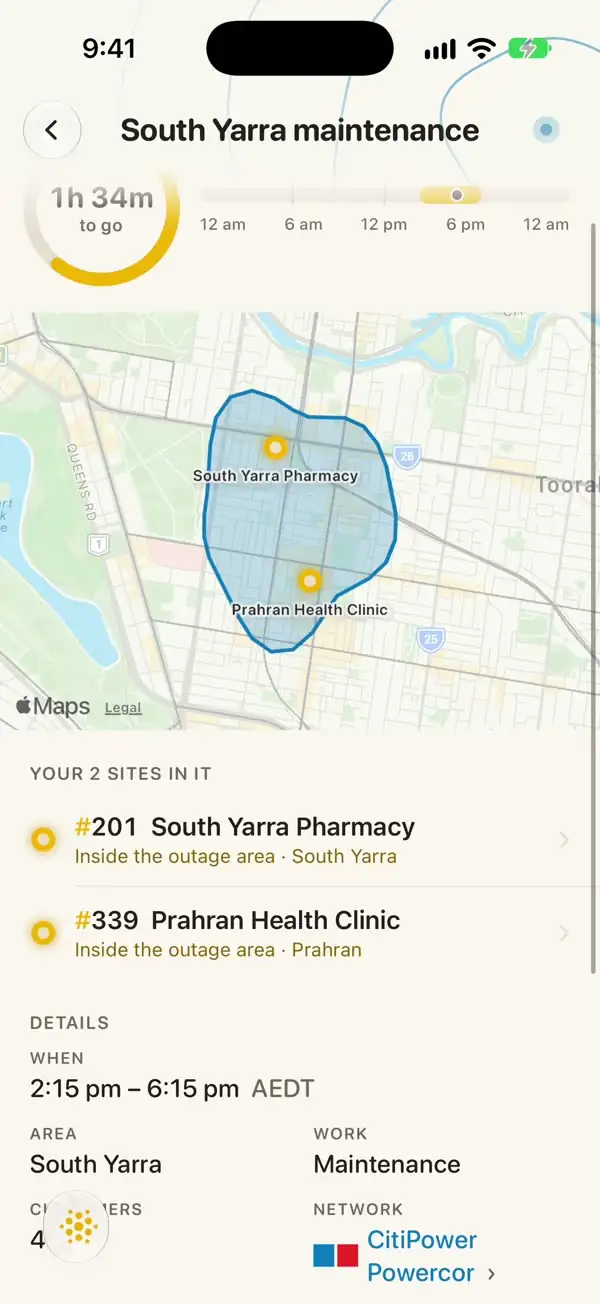 9:41
South Yarra maintenance
1h 34m
to go
12 am 6 am 12 pm 6 pm 12 am
QUEENS RD
26
South Yarra Pharmacy
Toora
1
Prahran Health Clinic
25
Maps Legal
YOUR 2 SITES IN IT
#201 South Yarra Pharmacy
Inside the outage area · South Yarra
#339 Prahran Health Clinic
Inside the outage area · Prahran
DETAILS
WHEN
2:15 pm – 6:15 pm AEDT
AREA
South Yarra
WORK
Maintenance
4
NETWORK
CitiPower
Powercor ›